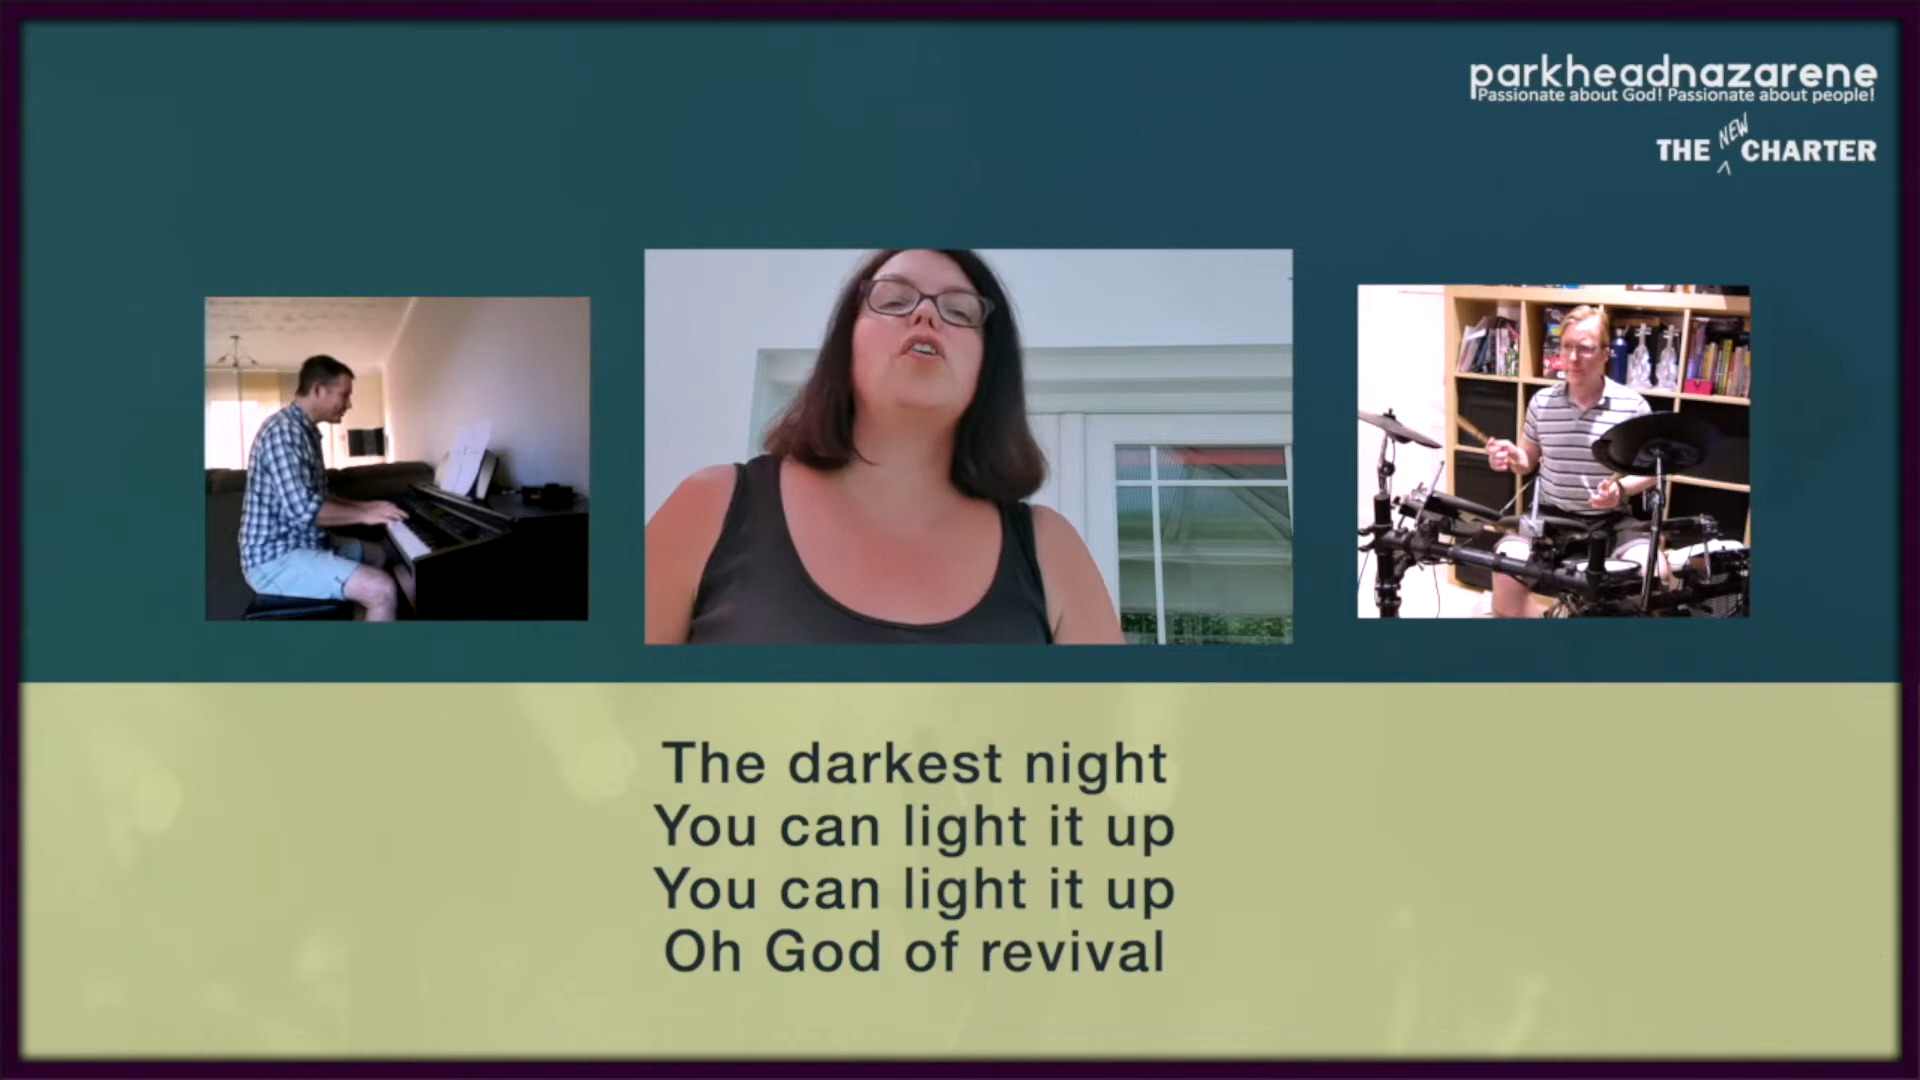 parkheadnazarene
Passionate about God! Passionate about people!
NEW
THE ^ CHARTER
The darkest night
You can light it up
You can light it up
Oh God of revival